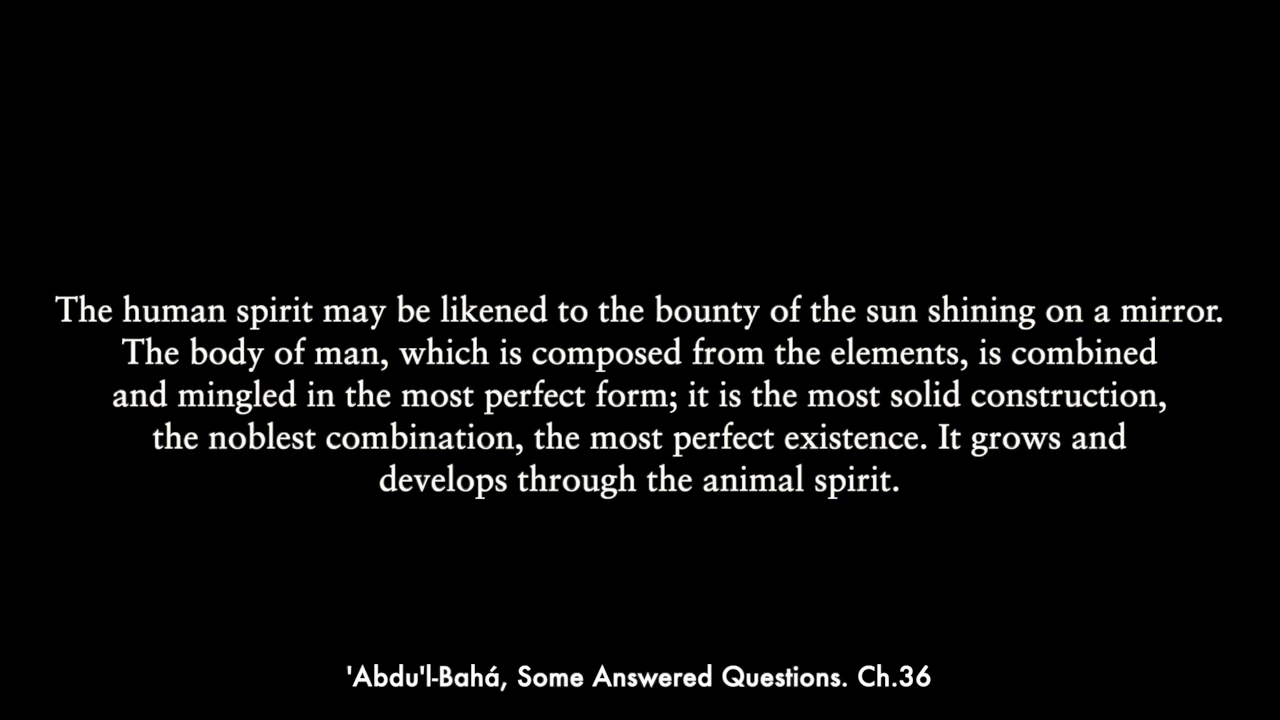 The human spirit may be likened to the bounty of the sun shining on a mirror.
The body of man, which is composed from the elements, is combined
and mingled in the most perfect form; it is the most solid construction,
the noblest combination, the most perfect existence. It grows and
develops through the animal spirit.
'Abdu'l-Bahá, Some Answered Questions. Ch.36